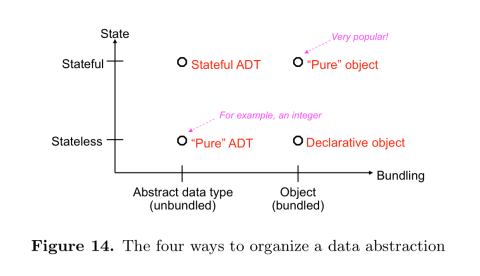 State
Very popular!
Stateful
Stateful ADT
"Pure" object
For example, an integer
Stateless
"Pure" ADT
Declarative object
Bundling
Abstract data type
(unbundled)
Object
(bundled)
Figure 14. The four ways to organize a data abstraction